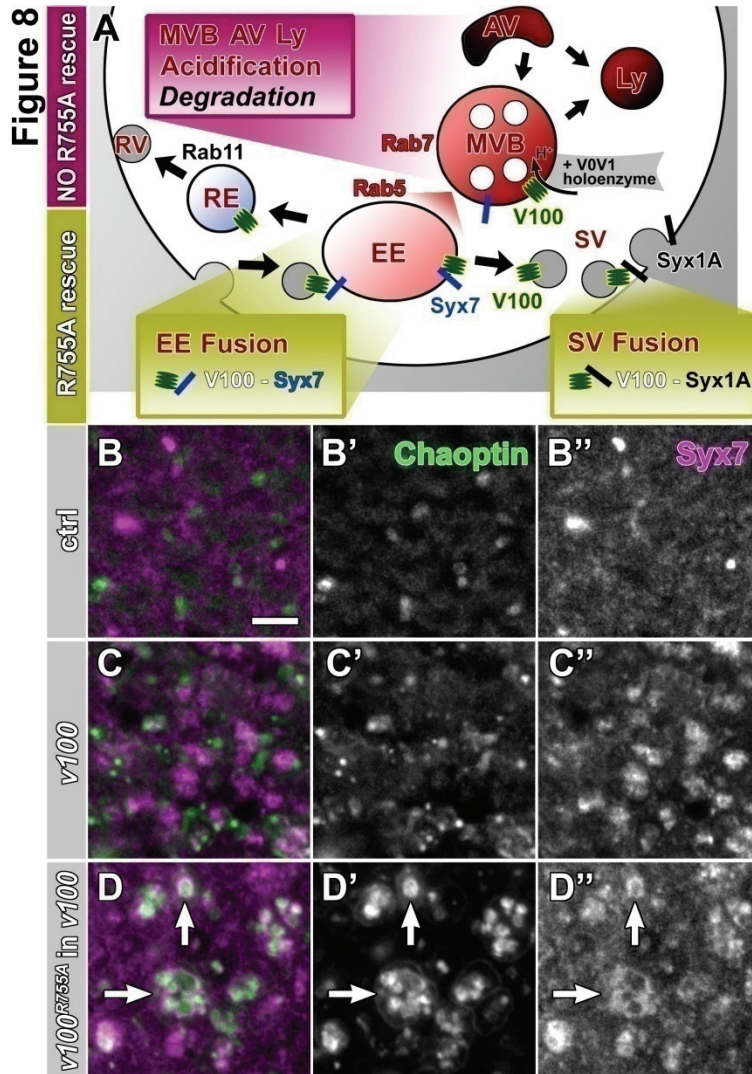 Figure 8
NO R755A rescue
R755A rescue
A
MVB AV Ly
Acidification
Degradation
AV
Ly
Rab7
MVB
H+
+ V0V1
holoenzyme
V100
RV
Rab11
RE
Rab5
EE
Syx7
V100
SV
Syx1A
EE Fusion
V100 - Syx7
SV Fusion
V100 - Syx1A
ctrl
B
B' Chaoptin
B'' Syx7
v100
C
C'
C''
v100R755A in v100
D
D'
D''